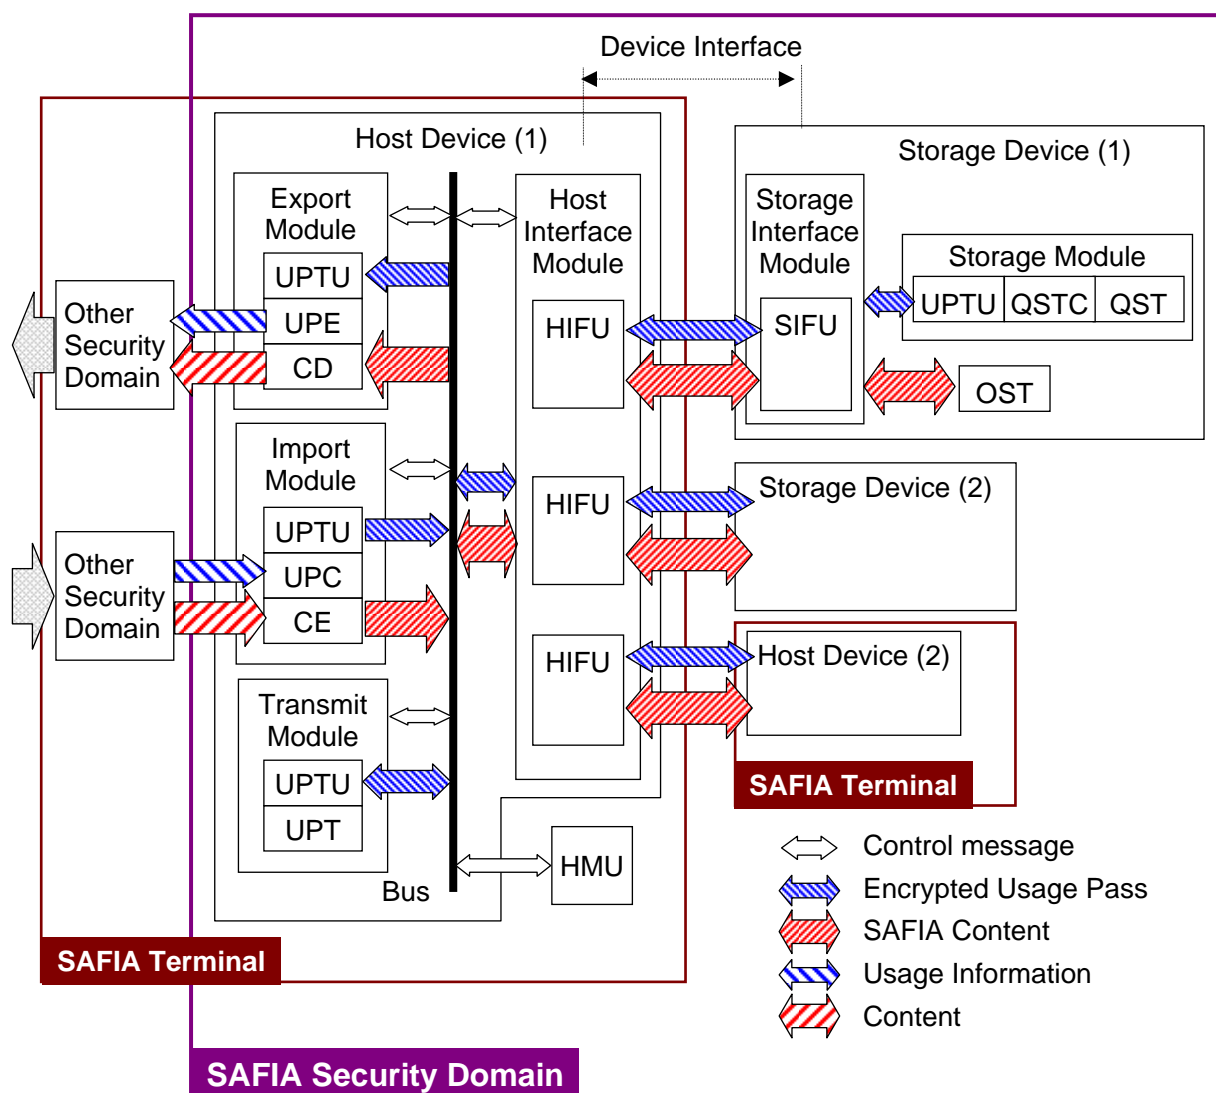 Device Interface
Host Device (1)
Storage Device (1)
Export
Module
UPTU
UPE
CD
Host
Interface
Module
HIFU
Storage
Interface
Module
SIFU
Storage Module
UPTU QSTC QST
OST
Other
Security
Domain
Import
Module
UPTU
UPC
CE
HIFU
Storage Device (2)
Other
Security
Domain
HIFU
Host Device (2)
SAFIA Terminal
Transmit
Module
UPTU
UPT
HMU
Bus
Control message
Encrypted Usage Pass
SAFIA Content
Usage Information
Content
SAFIA Terminal
SAFIA Security Domain